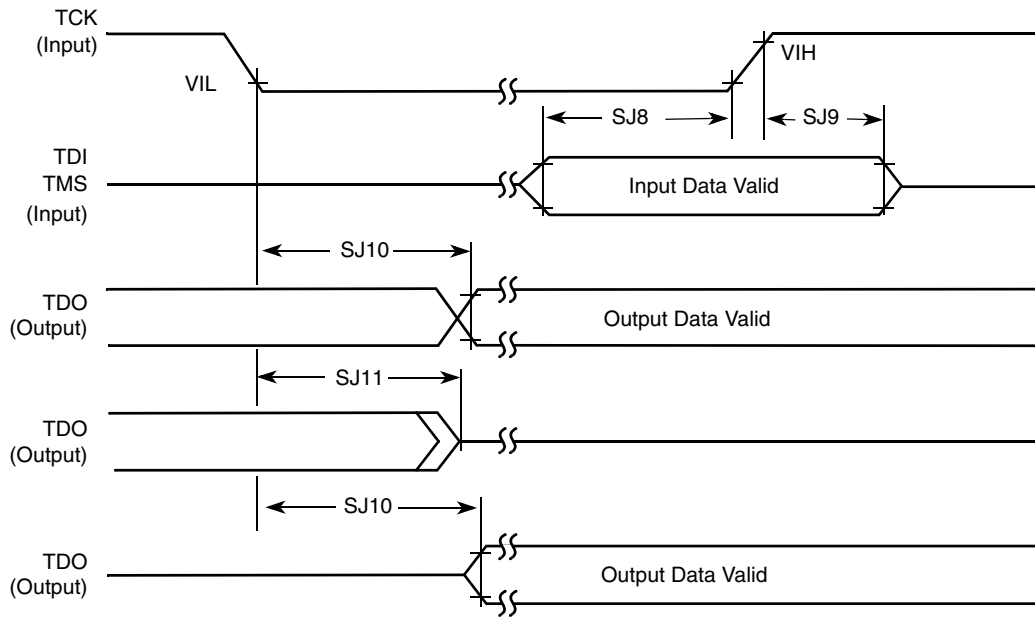 TCK
(Input)
VIL
VIH
SJ8
SJ9
TDI
TMS
(Input)
Input Data Valid
SJ10
TDO
(Output)
Output Data Valid
SJ11
TDO
(Output)
SJ10
TDO
(Output)
Output Data Valid